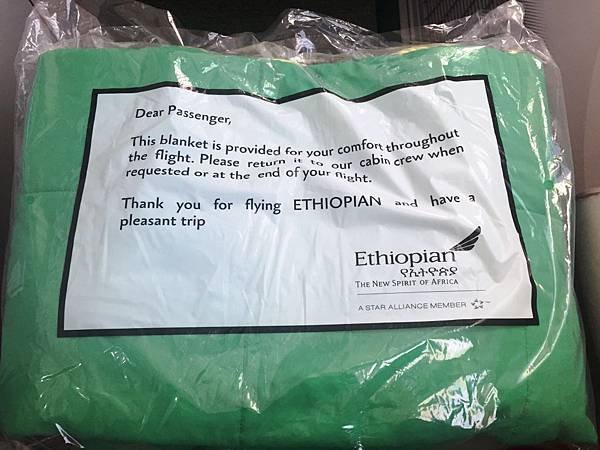 Dear Passenger,
This blanket is provided for your comfort throughout
the flight. Please return it to our cabin crew when
requested or at the end of your flight.
Thank you for flying ETHIOPIAN and have a
pleasant trip
Ethiopian
የኢትዮጵያ
THE NEW SPIRIT OF AFRICA
A STAR ALLIANCE MEMBER